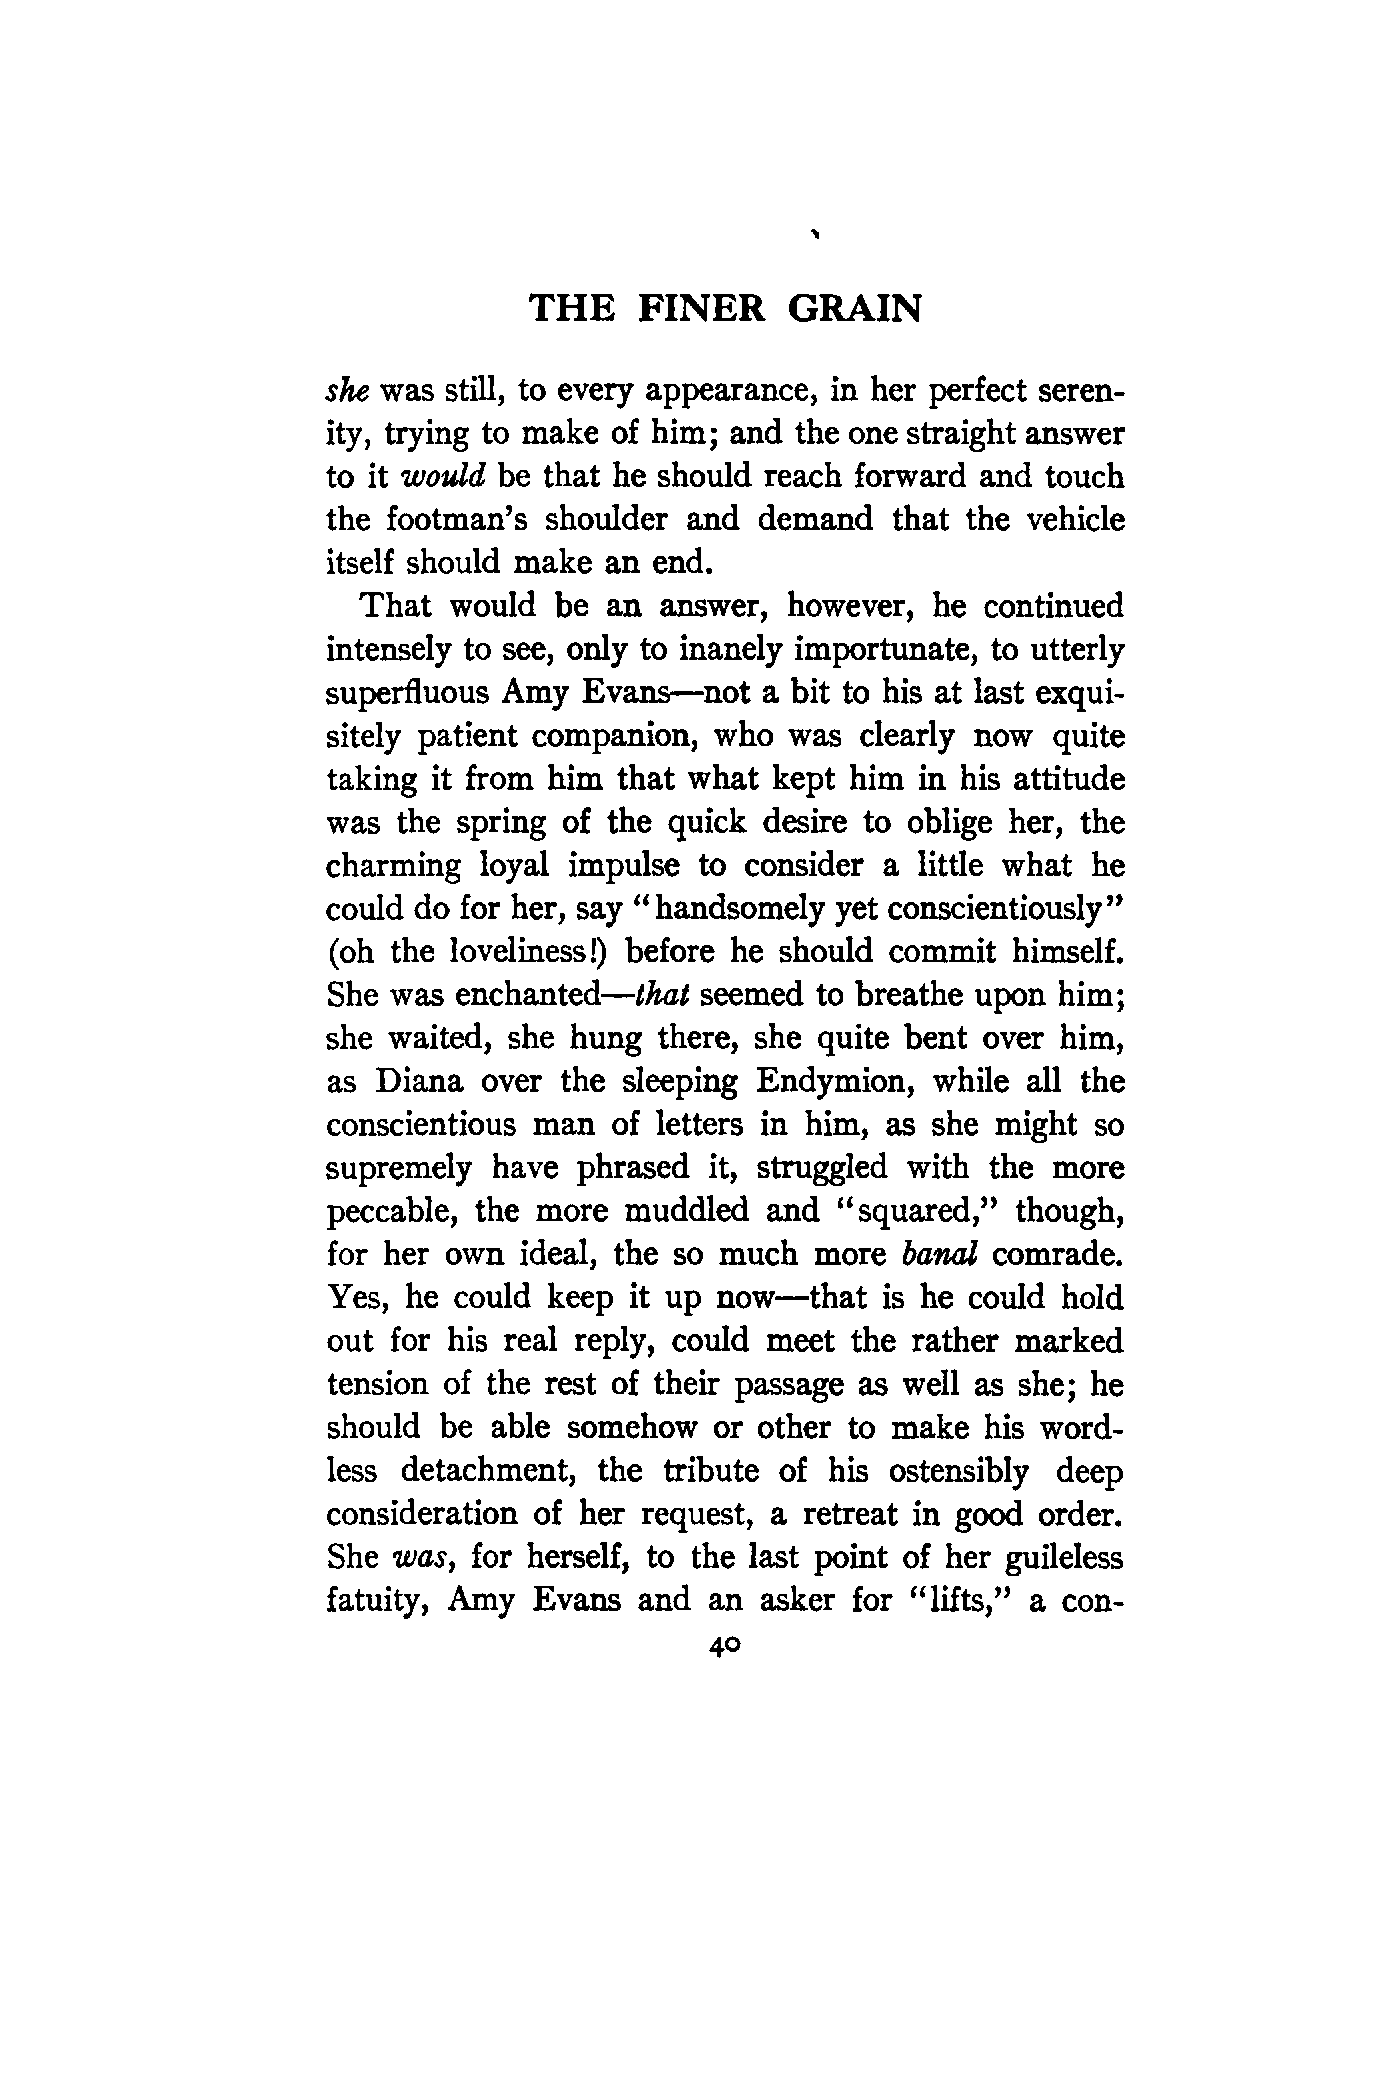 THE FINER GRAIN
she was still, to every appearance, in her perfect seren-
ity, trying to make of him; and the one straight answer
to it would be that he should reach forward and touch
the footman's shoulder and demand that the vehicle
itself should make an end.
That would be an answer, however, he continued
intensely to see, only to inanely importunate, to utterly
superfluous Amy Evans—not a bit to his at last exqui-
sitely patient companion, who was clearly now quite
taking it from him that what kept him in his attitude
was the spring of the quick desire to oblige her, the
charming loyal impulse to consider a little what he
could do for her, say "handsomely yet conscientiously"
(oh the loveliness!) before he should commit himself.
She was enchanted—that seemed to breathe upon him;
she waited, she hung there, she quite bent over him,
as Diana over the sleeping Endymion, while all the
conscientious man of letters in him, as she might so
supremely have phrased it, struggled with the more
peccable, the more muddled and "squared," though,
for her own ideal, the so much more banal comrade.
Yes, he could keep it up now—that is he could hold
out for his real reply, could meet the rather marked
tension of the rest of their passage as well as she; he
should be able somehow or other to make his word-
less detachment, the tribute of his ostensibly deep
consideration of her request, a retreat in good order.
She was, for herself, to the last point of her guileless
fatuity, Amy Evans and an asker for "lifts," a con-
40